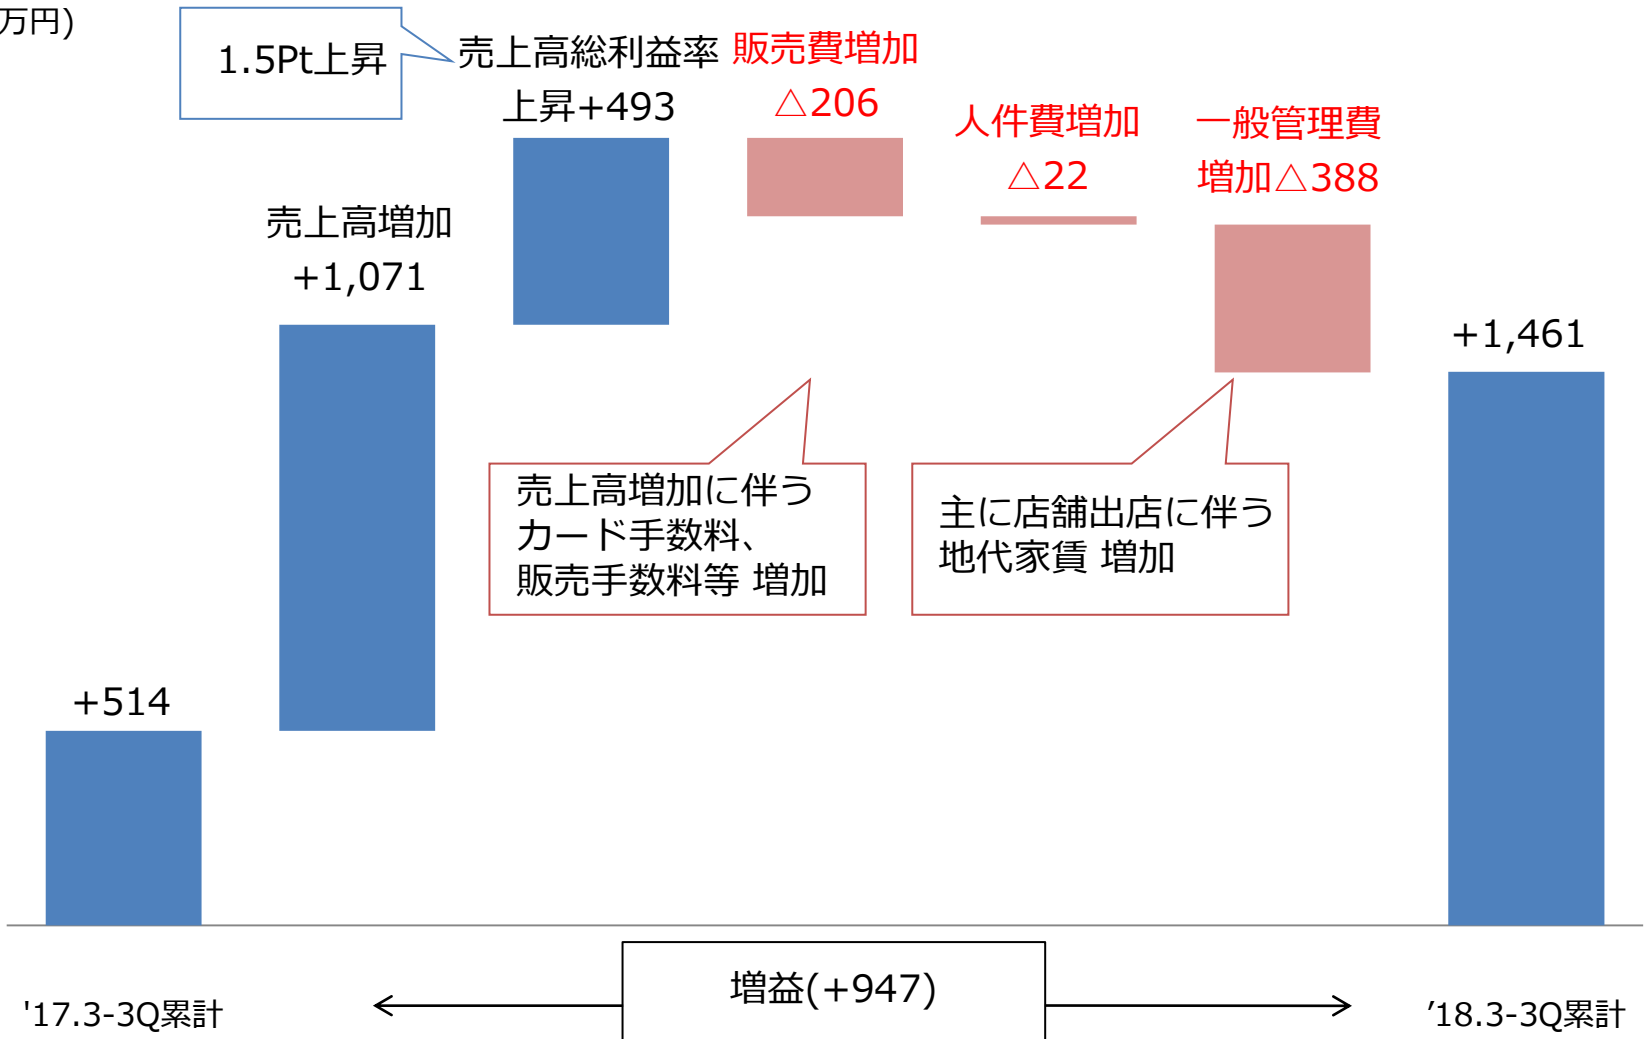 万円)
1.5Pt上昇
売上高総利益率
上昇+493
販売費増加
△206
人件費増加
△22
一般管理費
増加△388
売上高増加
+1,071
+1,461
売上高増加に伴う
カード手数料、
販売手数料等 増加
主に店舗出店に伴う
地代家賃 増加
+514
増益(+947)
'17.3-3Q累計
’18.3-3Q累計